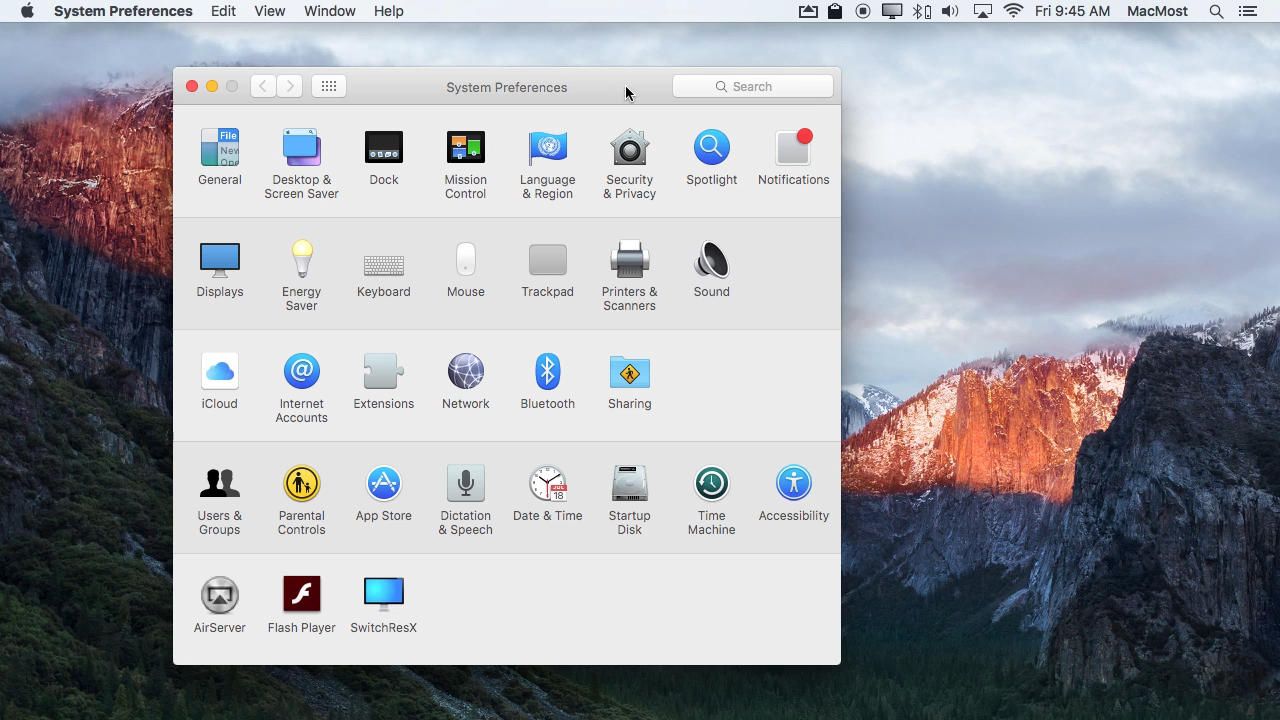 System Preferences Edit View Window Help Fri 9:45 AM MacMost
System Preferences Search
File
New
Ope
General Desktop & Dock Mission Language Security Spotlight Notifications
Screen Saver Control & Region & Privacy
Displays Energy Keyboard Mouse Trackpad Printers & Sound
Saver Scanners
iCloud Internet Extensions Network Bluetooth Sharing
Accounts
JUL
18
Users & Parental App Store Dictation Date & Time Startup Time Accessibility
Groups Controls & Speech Disk Machine
AirServer Flash Player SwitchResX